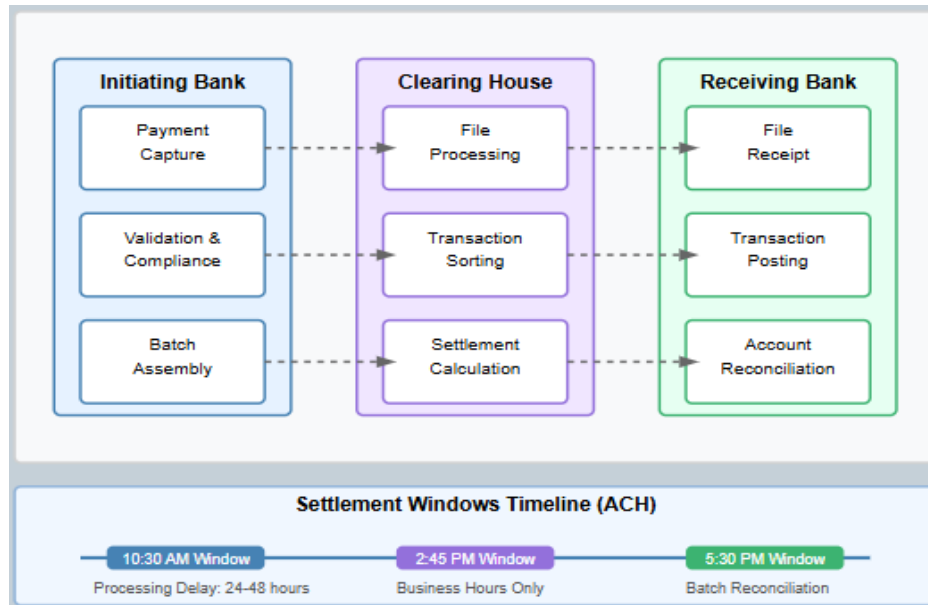 Initiating Bank
Payment
Capture
Validation &
Compliance
Batch
Assembly
Clearing House
File
Processing
Transaction
Sorting
Settlement
Calculation
Receiving Bank
File
Receipt
Transaction
Posting
Account
Reconciliation
Settlement Windows Timeline (ACH)
10:30 AM Window
Processing Delay: 24-48 hours
2:45 PM Window
Business Hours Only
5:30 PM Window
Batch Reconciliation